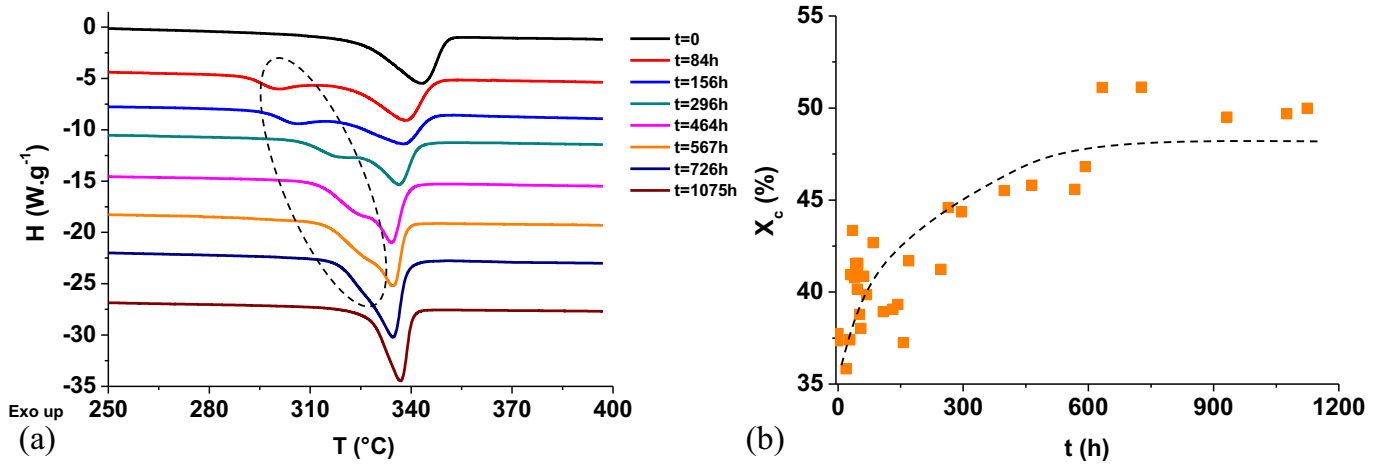 0
-5
-10
-15
-20
-25
-30
-35
H (W.g⁻¹)
250
280
310
340
370
400
Exo up
T (°C)
(a)
t=0
t=84h
t=156h
t=296h
t=464h
t=567h
t=726h
t=1075h
55
50
45
40
35
X_c (%)
0
300
600
900
1200
t (h)
(b)